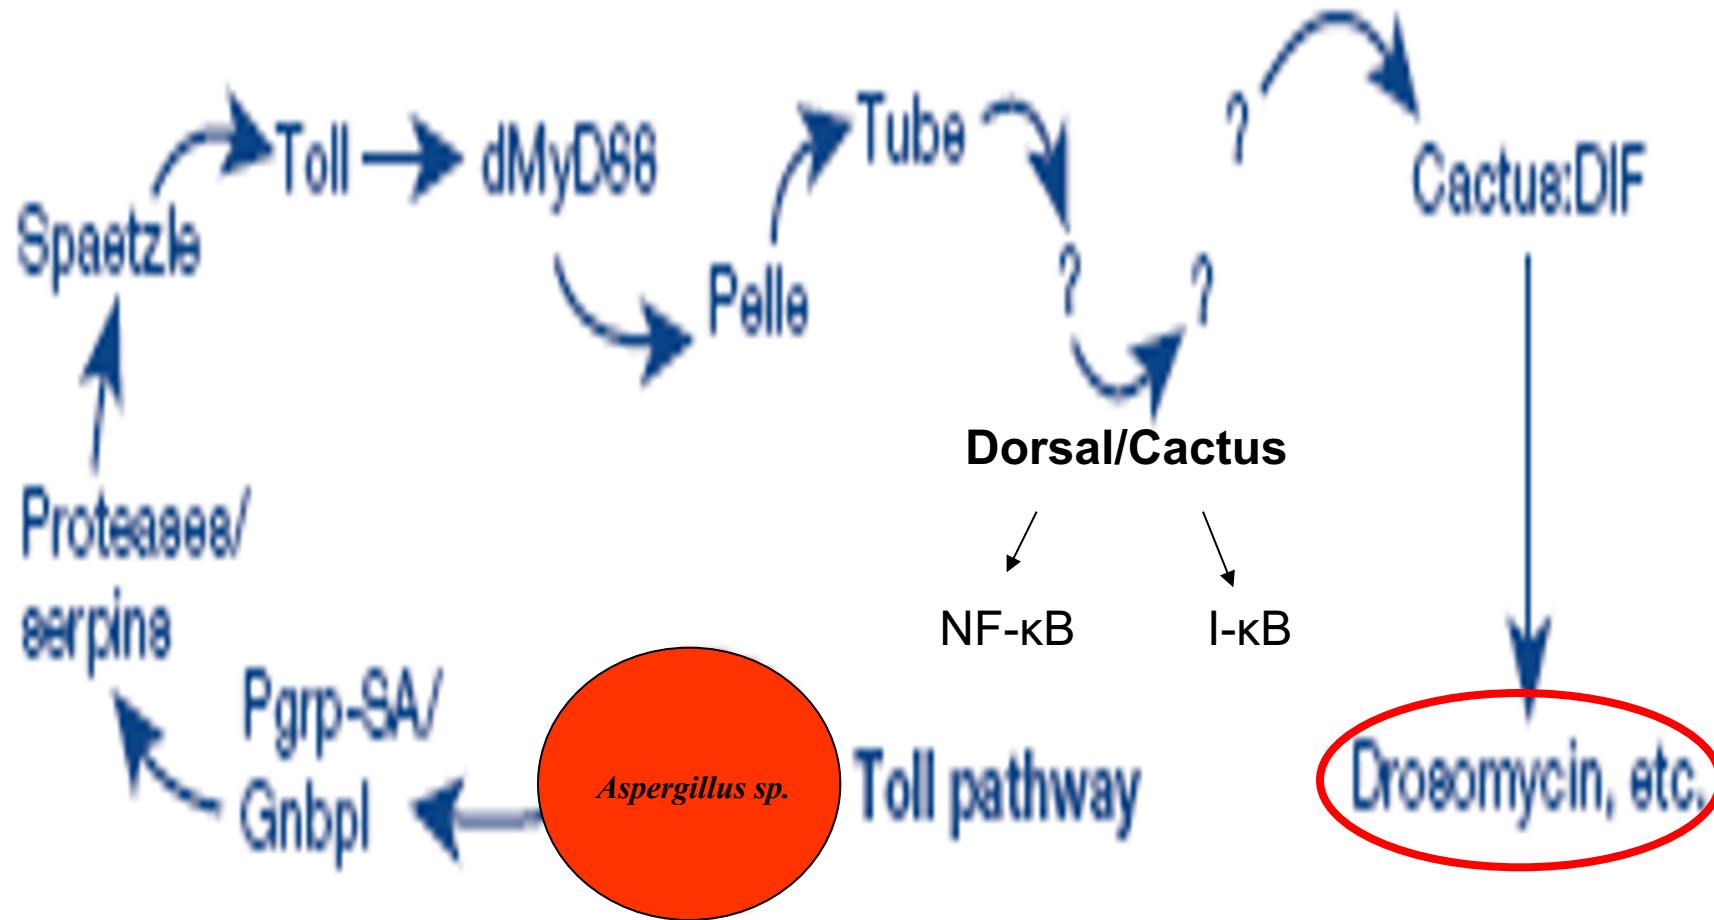 Spaetzle
Toll
dMyD88
Pelle
Tube
?
?
?
Cactus:DIF
Dorsal/Cactus
NF-κB
I-κB
Proteases/
serpins
Pgrp-SA/
Gnbpl
Aspergillus sp.
Toll pathway
Drosomycin, etc.